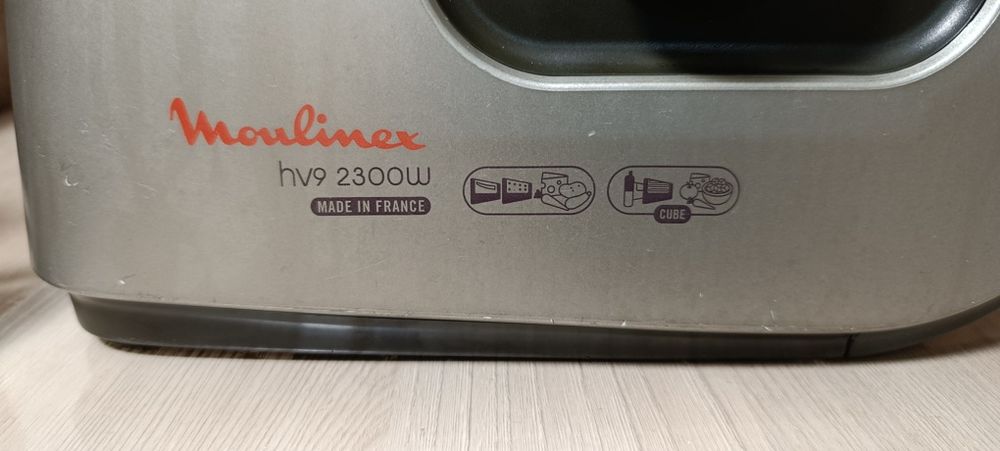 Moulinex
hv9 2300W
MADE IN FRANCE
CUBE